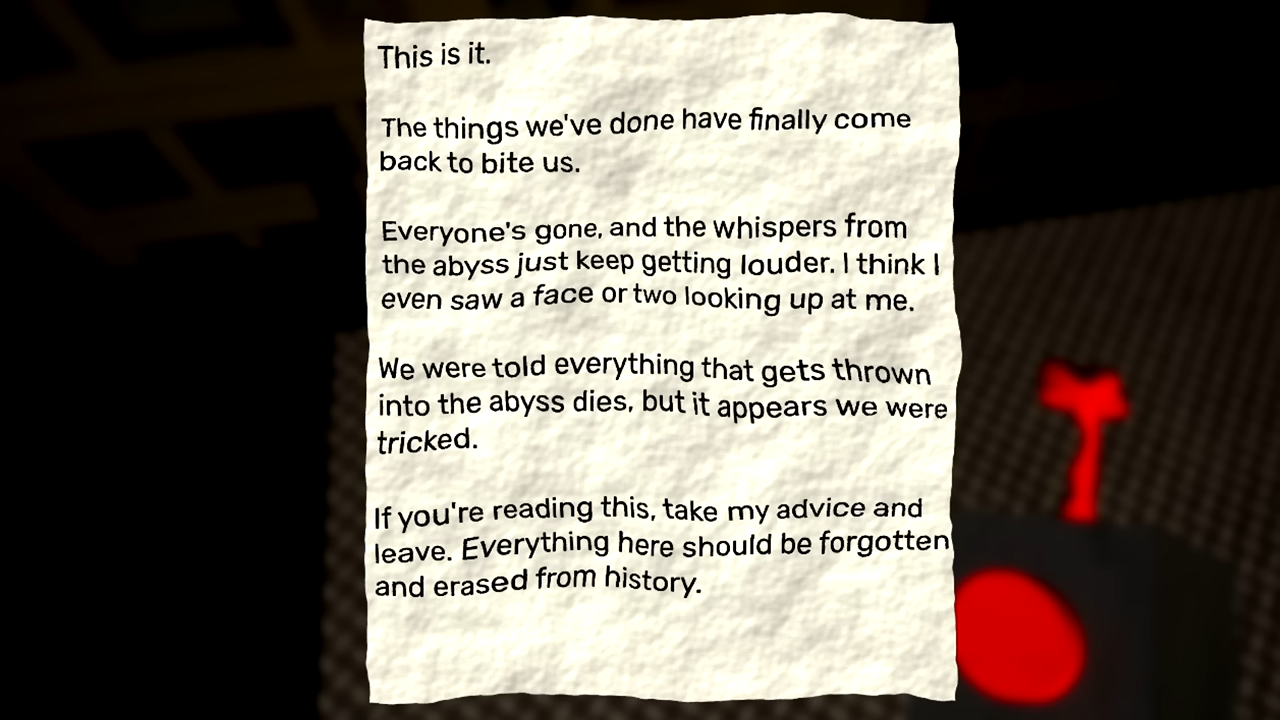 This is it.
The things we've done have finally come
back to bite us.
Everyone's gone, and the whispers from
the abyss just keep getting louder. I think I
even saw a face or two looking up at me.
We were told everything that gets thrown
into the abyss dies, but it appears we were
tricked.
If you're reading this, take my advice and
leave. Everything here should be forgotten
and erased from history.